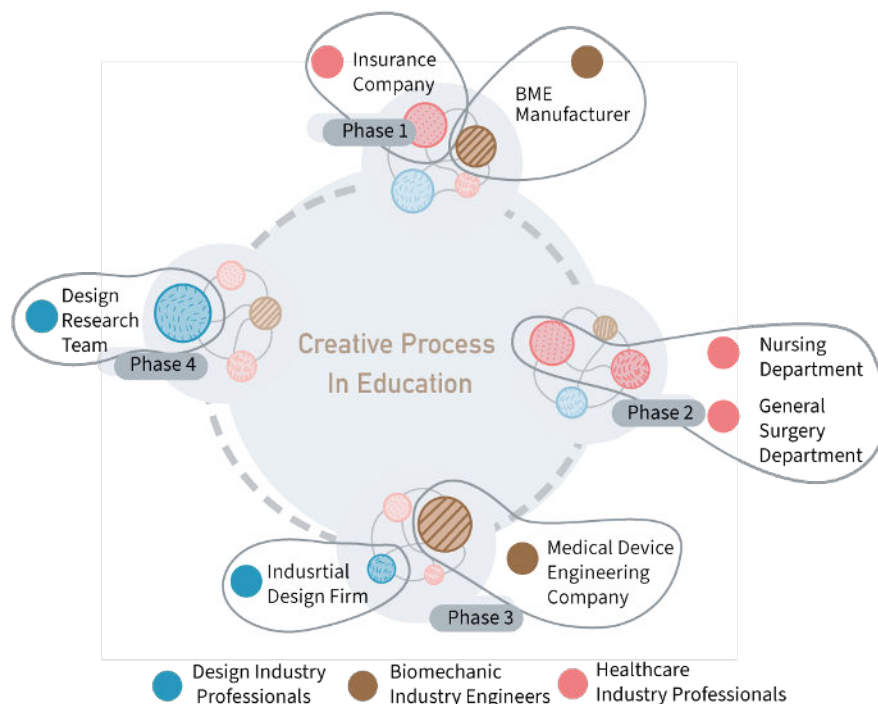 Insurance
Company
BME
Manufacturer
Phase 1
Design
Research
Team
Phase 4
Creative Process
In Education
Nursing
Department
General
Surgery
Department
Phase 2
Indusrtial
Design Firm
Medical Device
Engineering
Company
Phase 3
Design Industry
Professionals
Biomechanic
Industry Engineers
Healthcare
Industry Professionals